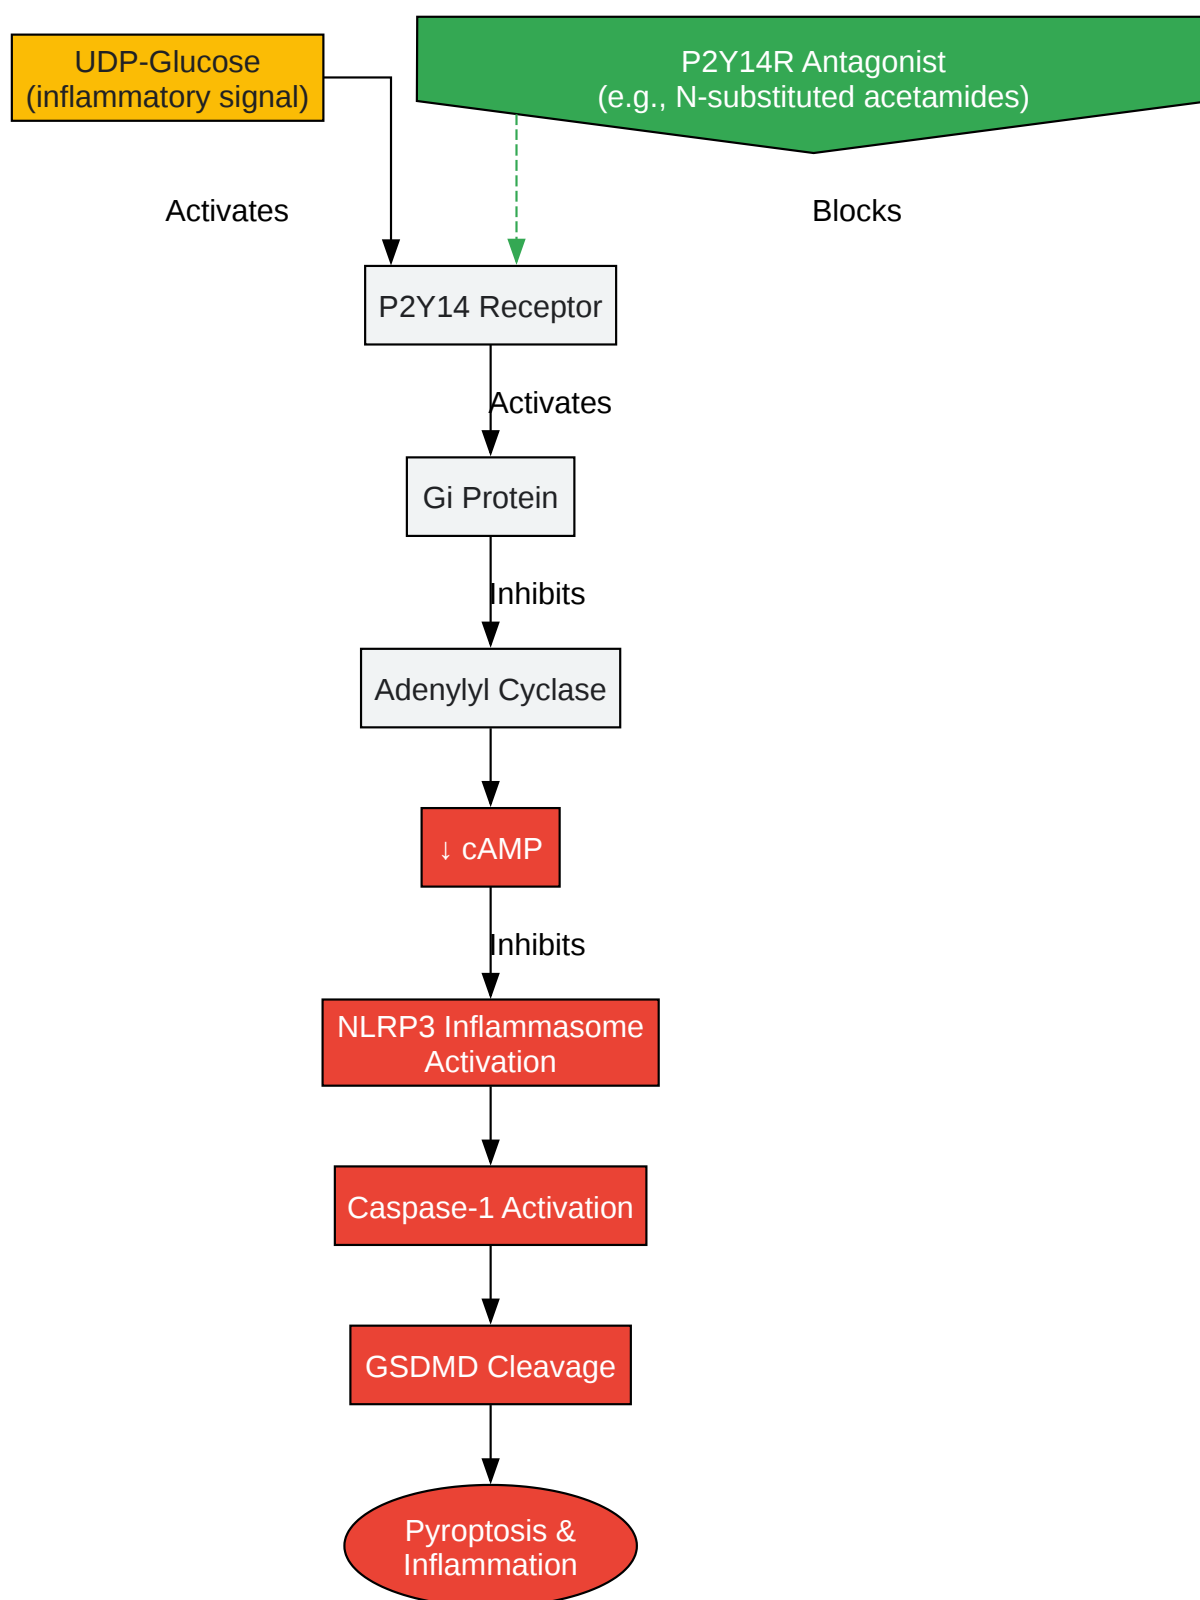 UDP-Glucose
(inflammatory signal)
P2Y14R Antagonist
(e.g., N-substituted acetamides)
Activates
Blocks
P2Y14 Receptor
Activates
Gi Protein
Inhibits
Adenylyl Cyclase
↓ cAMP
Inhibits
NLRP3 Inflammasome
Activation
Caspase-1 Activation
GSDMD Cleavage
Pyroptosis &
Inflammation